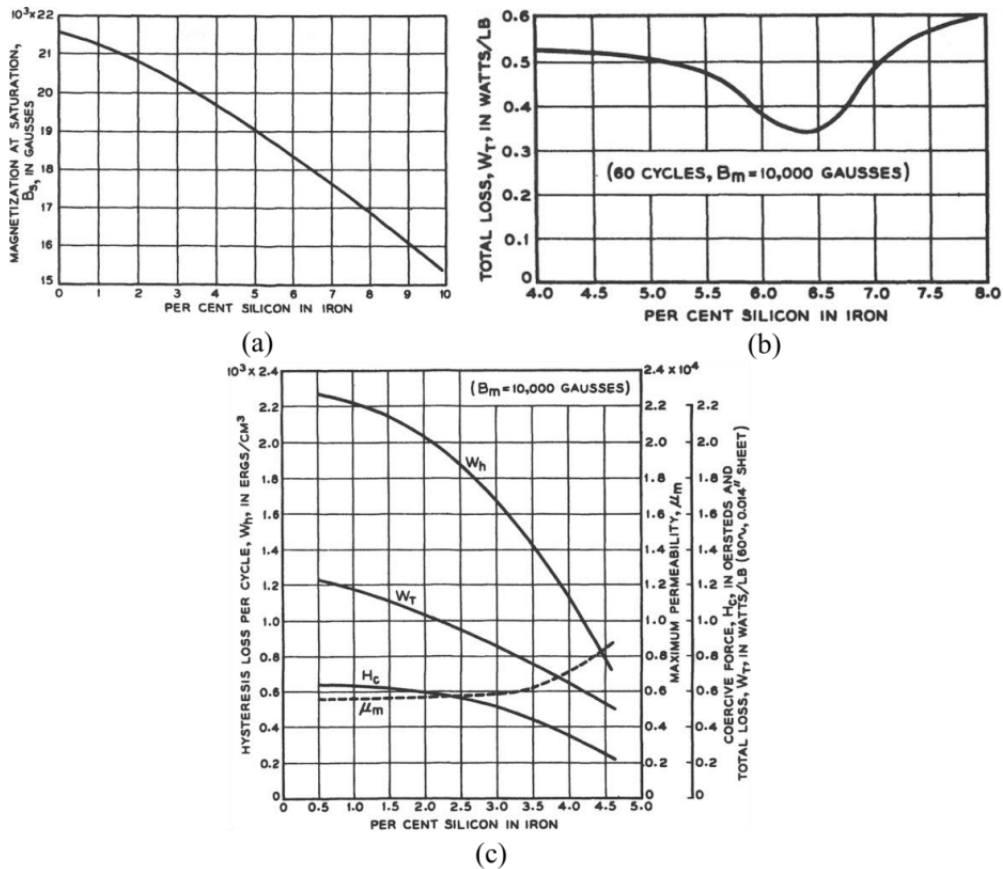 10³×22
21
20
19
18
17
16
15
0 1 2 3 4 5 6 7 8 9 10
MAGNETIZATION AT SATURATION,
Bs, IN GAUSSES
PER CENT SILICON IN IRON
(a)
0.6
0.5
0.4
0.3
0.2
0.1
0
4.0 4.5 5.0 5.5 6.0 6.5 7.0 7.5 8.0
TOTAL LOSS, WT, IN WATTS/LB
(60 CYCLES, Bm=10,000 GAUSSES)
PER CENT SILICON IN IRON
(b)
10³×2.4
2.2
2.0
1.8
1.6
1.4
1.2
1.0
0.8
0.6
0.4
0.2
0
HYSTERESIS LOSS PER CYCLE, Wh, IN ERGS/CM³
(Bm=10,000 GAUSSES)
Wh
WT
Hc
μm
0 0.5 1.0 1.5 2.0 2.5 3.0 3.5 4.0 4.5 5.0
PER CENT SILICON IN IRON
2.4×10⁴
2.2
2.0
1.8
1.6
1.4
1.2
1.0
0.8
0.6
0.4
0.2
0
MAXIMUM PERMEABILITY, μm
2.2
2.0
1.8
1.6
1.4
1.2
1.0
0.8
0.6
0.4
0.2
0
COERCIVE FORCE, Hc, IN OERSTEDS AND
TOTAL LOSS, WT, IN WATTS/LB (60∿, 0.014" SHEET)
(c)